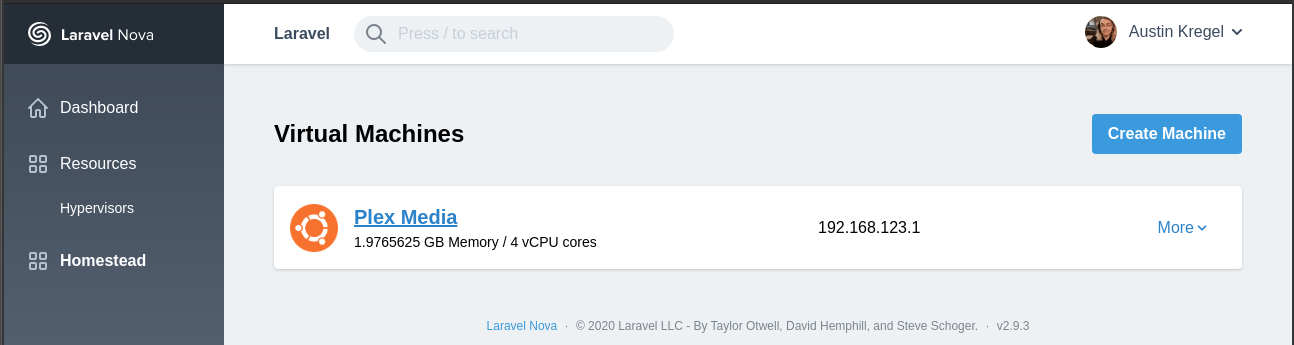 Laravel Nova
Laravel
Press / to search
Austin Kregel
Dashboard
Resources
Hypervisors
Homestead
Virtual Machines
Create Machine
Plex Media
1.9765625 GB Memory / 4 vCPU cores
192.168.123.1
More
Laravel Nova · © 2020 Laravel LLC - By Taylor Otwell, David Hemphill, and Steve Schoger. · v2.9.3